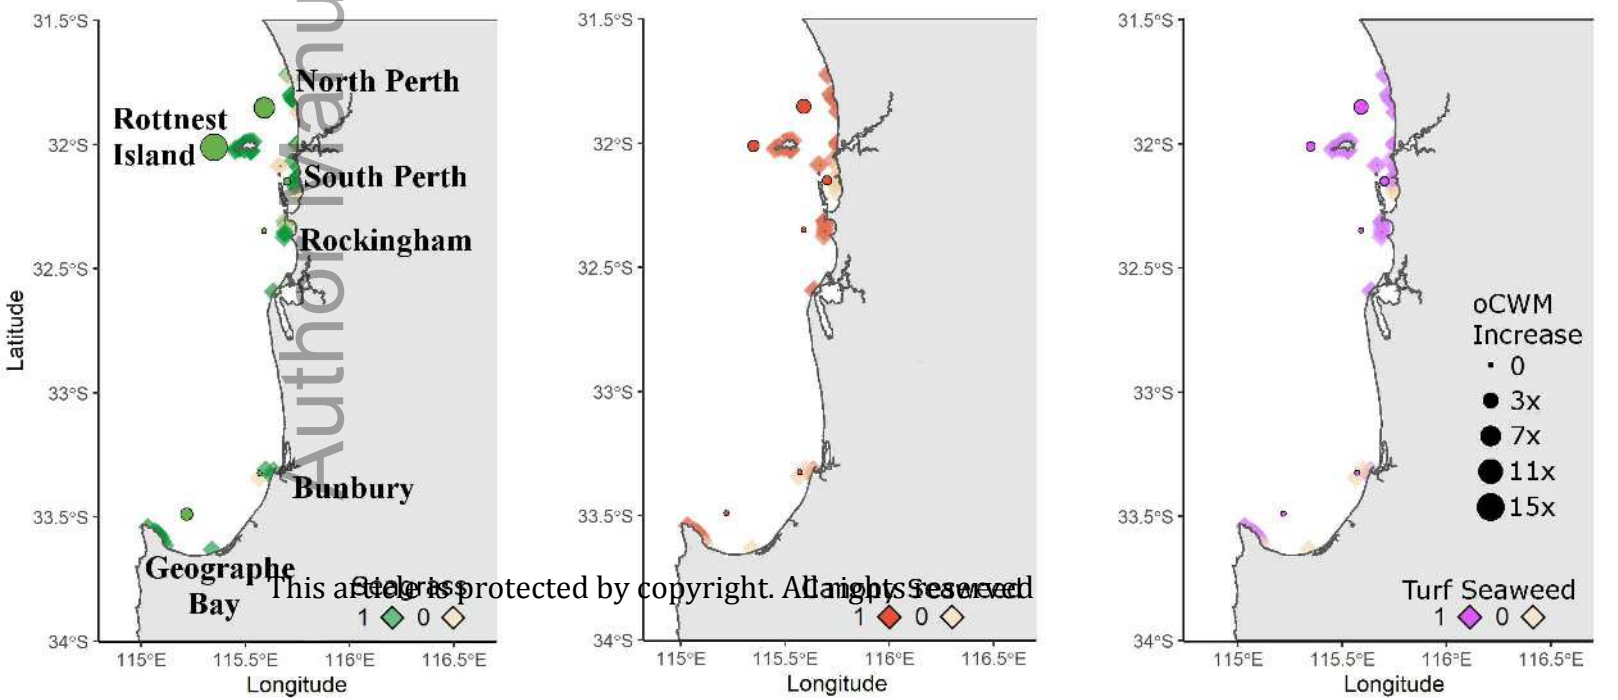 31.5°S
32°S
32.5°S
33°S
33.5°S
34°S
Latitude
115°E 115.5°E 116°E 116.5°E
Longitude
North Perth
Rottnest
Island
South Perth
Rockingham
Bunbury
Geographe
Bay
Seagrass
1 0
Author Manu
This article is protected by copyright. All rights reserved
31.5°S
32°S
32.5°S
33°S
33.5°S
34°S
115°E 115.5°E 116°E 116.5°E
Longitude
Canopy Seaweed
1 0
31.5°S
32°S
32.5°S
33°S
33.5°S
34°S
115°E 115.5°E 116°E 116.5°E
Longitude
oCWM
Increase
0
3x
7x
11x
15x
Turf Seaweed
1 0